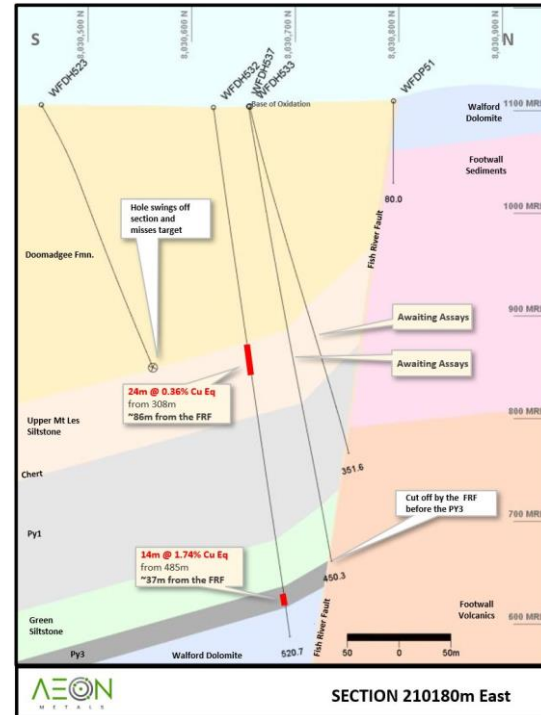 S
8,030,500 N
8,030,600 N
8,030,700 N
8,030,800 N
8,030,900 N
N
WFDH523
WFDH532
WFDH537
WFDH533
WFDP51
Base of Oxidation
Walford
Dolomite
1100 MRL
Footwall
Sediments
Hole swings off
section and
misses target
80.0
1000 MRL
Doomadgee Fmn.
Fish River Fault
Awaiting Assays
900 MRL
Awaiting Assays
24m @ 0.36% Cu Eq
from 308m
~86m from the FRF
Upper Mt Les
Siltstone
800 MRL
351.6
Chert
Cut off by the FRF
before the PY3
700 MRL
Py1
14m @ 1.74% Cu Eq
from 485m
~37m from the FRF
450.3
Green
Siltstone
Footwall
Volcanics
600 MRL
Py3
Walford Dolomite
520.7
Fish River Fault
50 0 50m
AEON
METALS
SECTION 210180m East